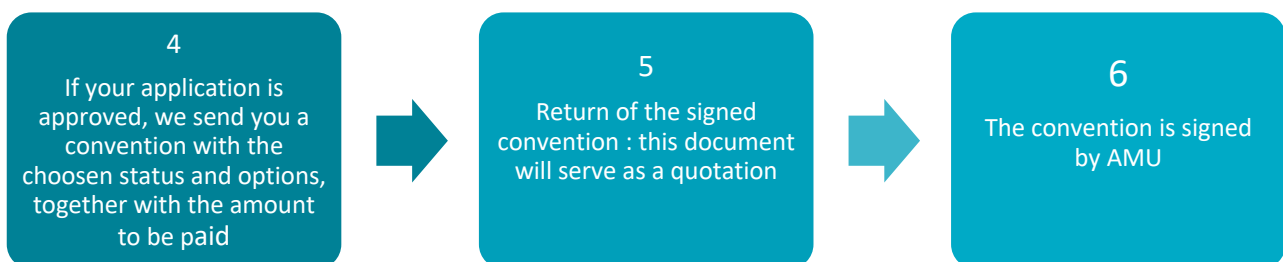 4
If your application is
approved, we send you a
convention with the
choosen status and options,
together with the amount
to be paid
5
Return of the signed
convention : this document
will serve as a quotation
6
The convention is signed
by AMU